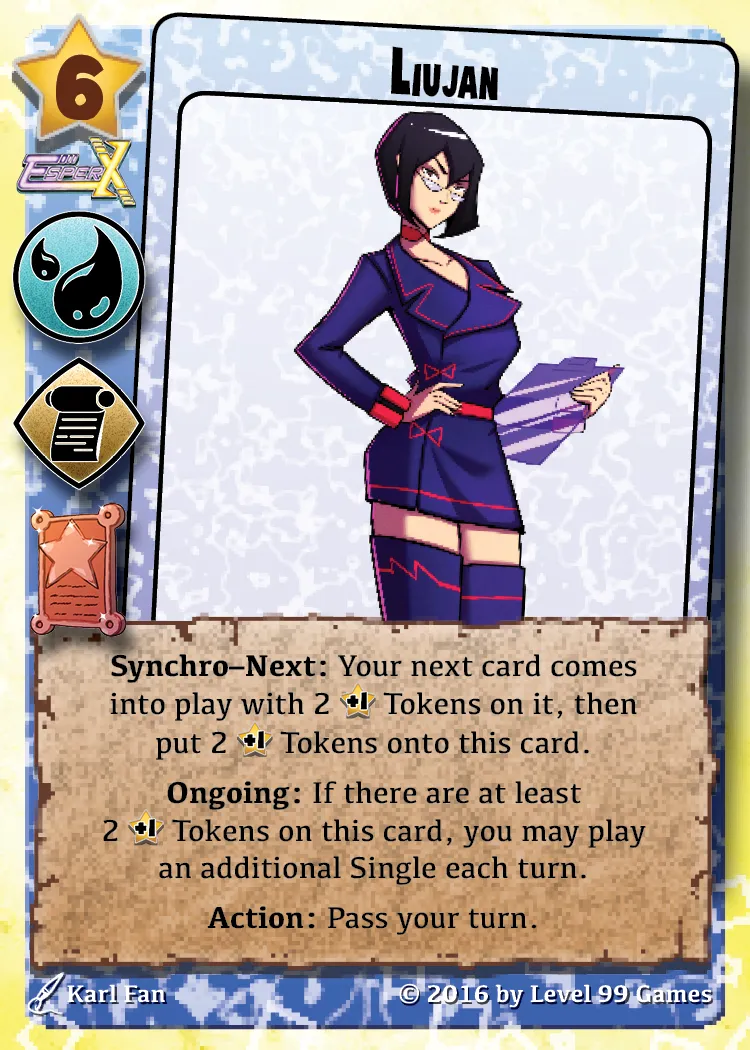 6
LIUJAN
I'M
ESPER X
Synchro–Next: Your next card comes
into play with 2 +1 Tokens on it, then
put 2 +1 Tokens onto this card.
Ongoing: If there are at least
2 +1 Tokens on this card, you may play
an additional Single each turn.
Action: Pass your turn.
Karl Fan
© 2016 by Level 99 Games